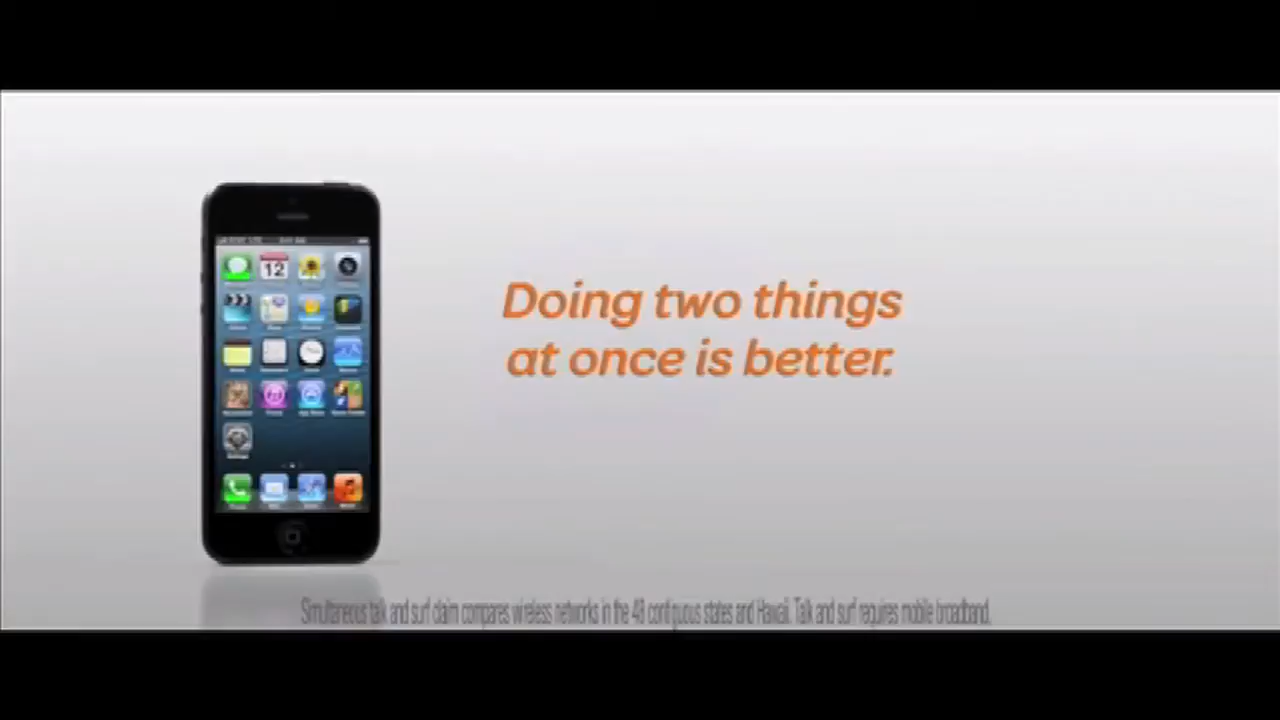 12
Doing two things
at once is better.
Simultaneous talk and surf claim compares wireless networks in the 48 contiguous states and Hawaii. Talk and surf requires mobile broadband.